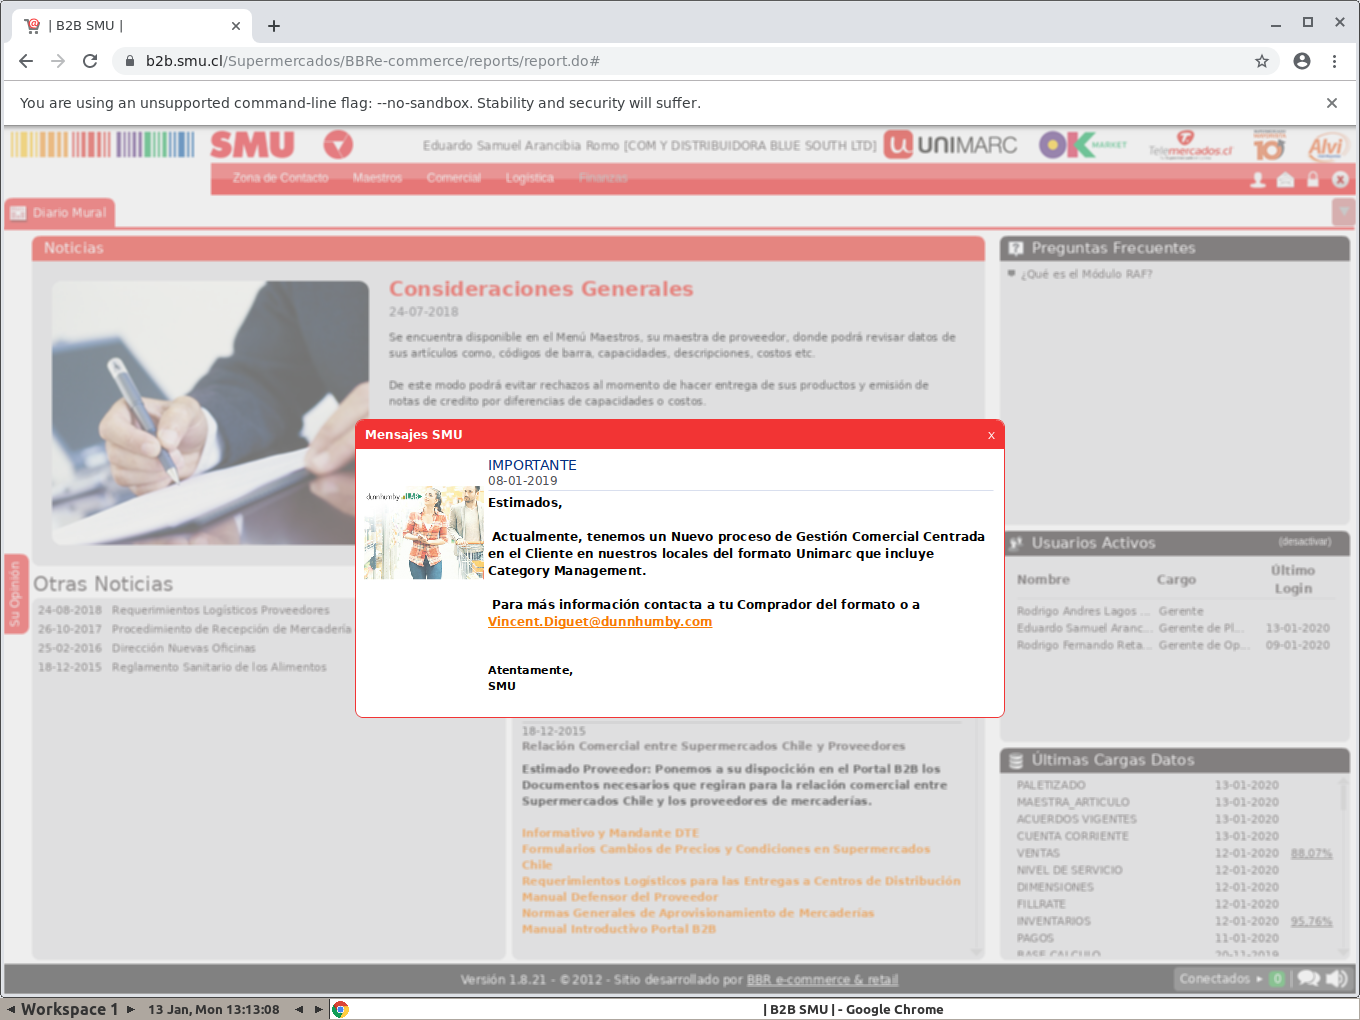 | B2B SMU |
b2b.smu.cl/Supermercados/BBRe-commerce/reports/report.do#
You are using an unsupported command-line flag: --no-sandbox. Stability and security will suffer.
SMU
Eduardo Samuel Arancibia Romo [COM Y DISTRIBUIDORA BLUE SOUTH LTD]
UNIMARC
OK MARKET
Telemercados.cl
MAYORISTA 10
Alvi
Zona de Contacto Maestros Comercial Logística Finanzas
Diario Mural
Noticias
Consideraciones Generales
24-07-2018
Se encuentra disponible en el Menú Maestros, su maestra de proveedor, donde podrá revisar datos de
sus artículos como, códigos de barra, capacidades, descripciones, costos etc.
De este modo podrá evitar rechazos al momento de hacer entrega de sus productos y emisión de
notas de credito por diferencias de capacidades o costos.
Preguntas Frecuentes
¿Qué es el Módulo RAF?
Mensajes SMU x
dunnhumby LAB
IMPORTANTE
08-01-2019
Estimados,
Actualmente, tenemos un Nuevo proceso de Gestión Comercial Centrada
en el Cliente en nuestros locales del formato Unimarc que incluye
Category Management.
Para más información contacta a tu Comprador del formato o a
Vincent.Diguet@dunnhumby.com
Atentamente,
SMU
Su Opinión
Otras Noticias
24-08-2018 Requerimientos Logísticos Proveedores
26-10-2017 Procedimiento de Recepción de Mercadería
25-02-2016 Dirección Nuevas Oficinas
18-12-2015 Reglamento Sanitario de los Alimentos
18-12-2015
Relación Comercial entre Supermercados Chile y Proveedores
Estimado Proveedor: Ponemos a su disposición en el Portal B2B los
Documentos necesarios que regiran para la relación comercial entre
Supermercados Chile y los proveedores de mercaderías.
Informativo y Mandante DTE
Formularios Cambios de Precios y Condiciones en Supermercados
Chile
Requerimientos Logísticos para las Entregas a Centros de Distribución
Manual Defensor del Proveedor
Normas Generales de Aprovisionamiento de Mercaderías
Manual Introductivo Portal B2B
Usuarios Activos (desactivar)
Nombre Cargo Último
Login
Rodrigo Andres Lagos ... Gerente
Eduardo Samuel Aranc... Gerente de Pl... 13-01-2020
Rodrigo Fernando Reta... Gerente de Op... 09-01-2020
Últimas Cargas Datos
PALETIZADO 13-01-2020
MAESTRA_ARTICULO 13-01-2020
ACUERDOS VIGENTES 13-01-2020
CUENTA CORRIENTE 13-01-2020
VENTAS 12-01-2020 88,07%
NIVEL DE SERVICIO 12-01-2020
DIMENSIONES 12-01-2020
FILLRATE 12-01-2020
INVENTARIOS 12-01-2020 95,76%
PAGOS 11-01-2020
BASE CALCULO 20-11-2019
Versión 1.8.21 - ©2012 - Sitio desarrollado por BBR e-commerce & retail
Conectados 0
Workspace 1 13 Jan, Mon 13:13:08 | B2B SMU | - Google Chrome